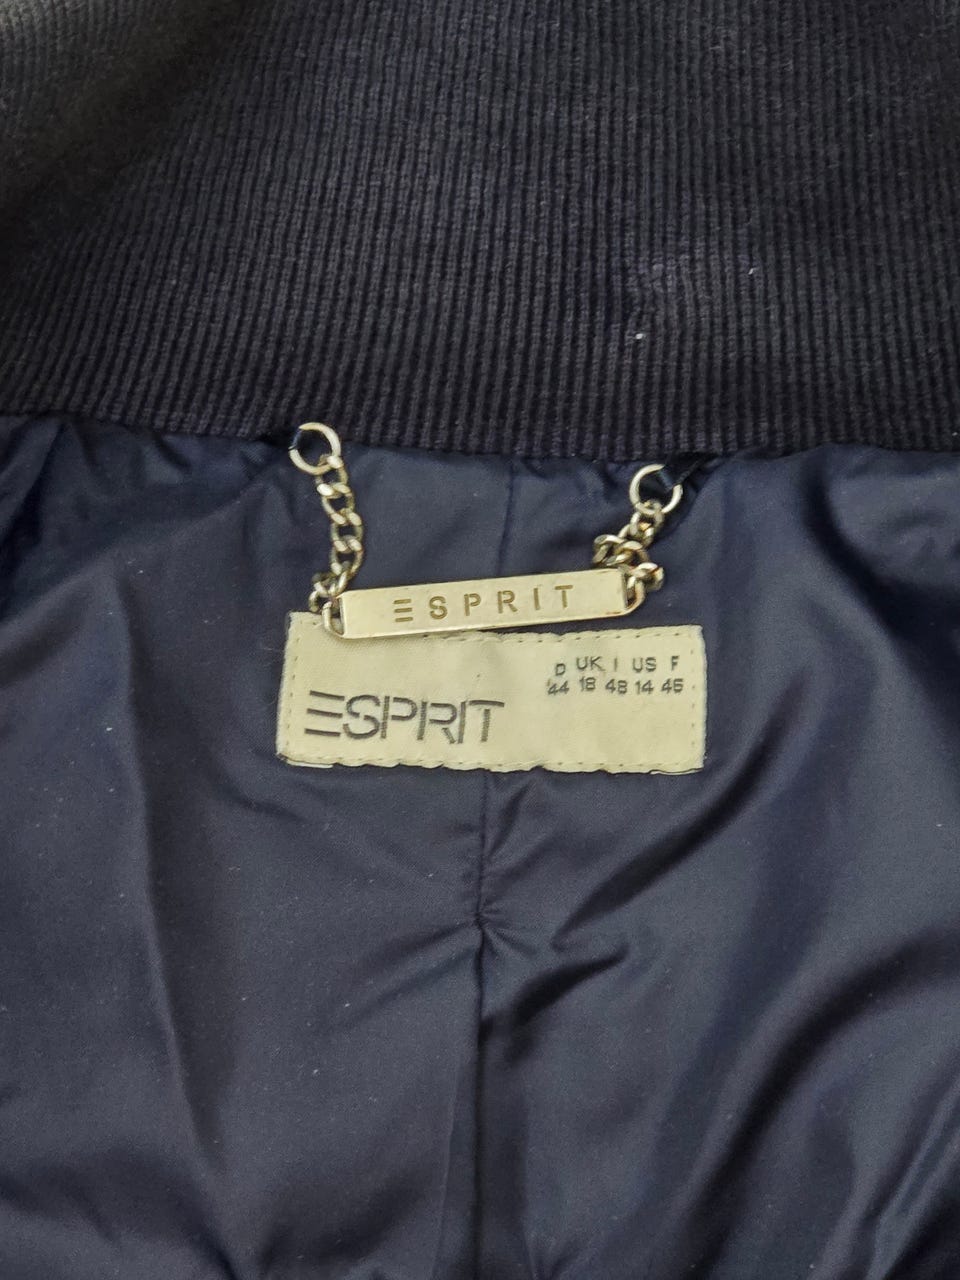 ESPRIT
ESPRIT
D UK I US F
44 18 48 14 46